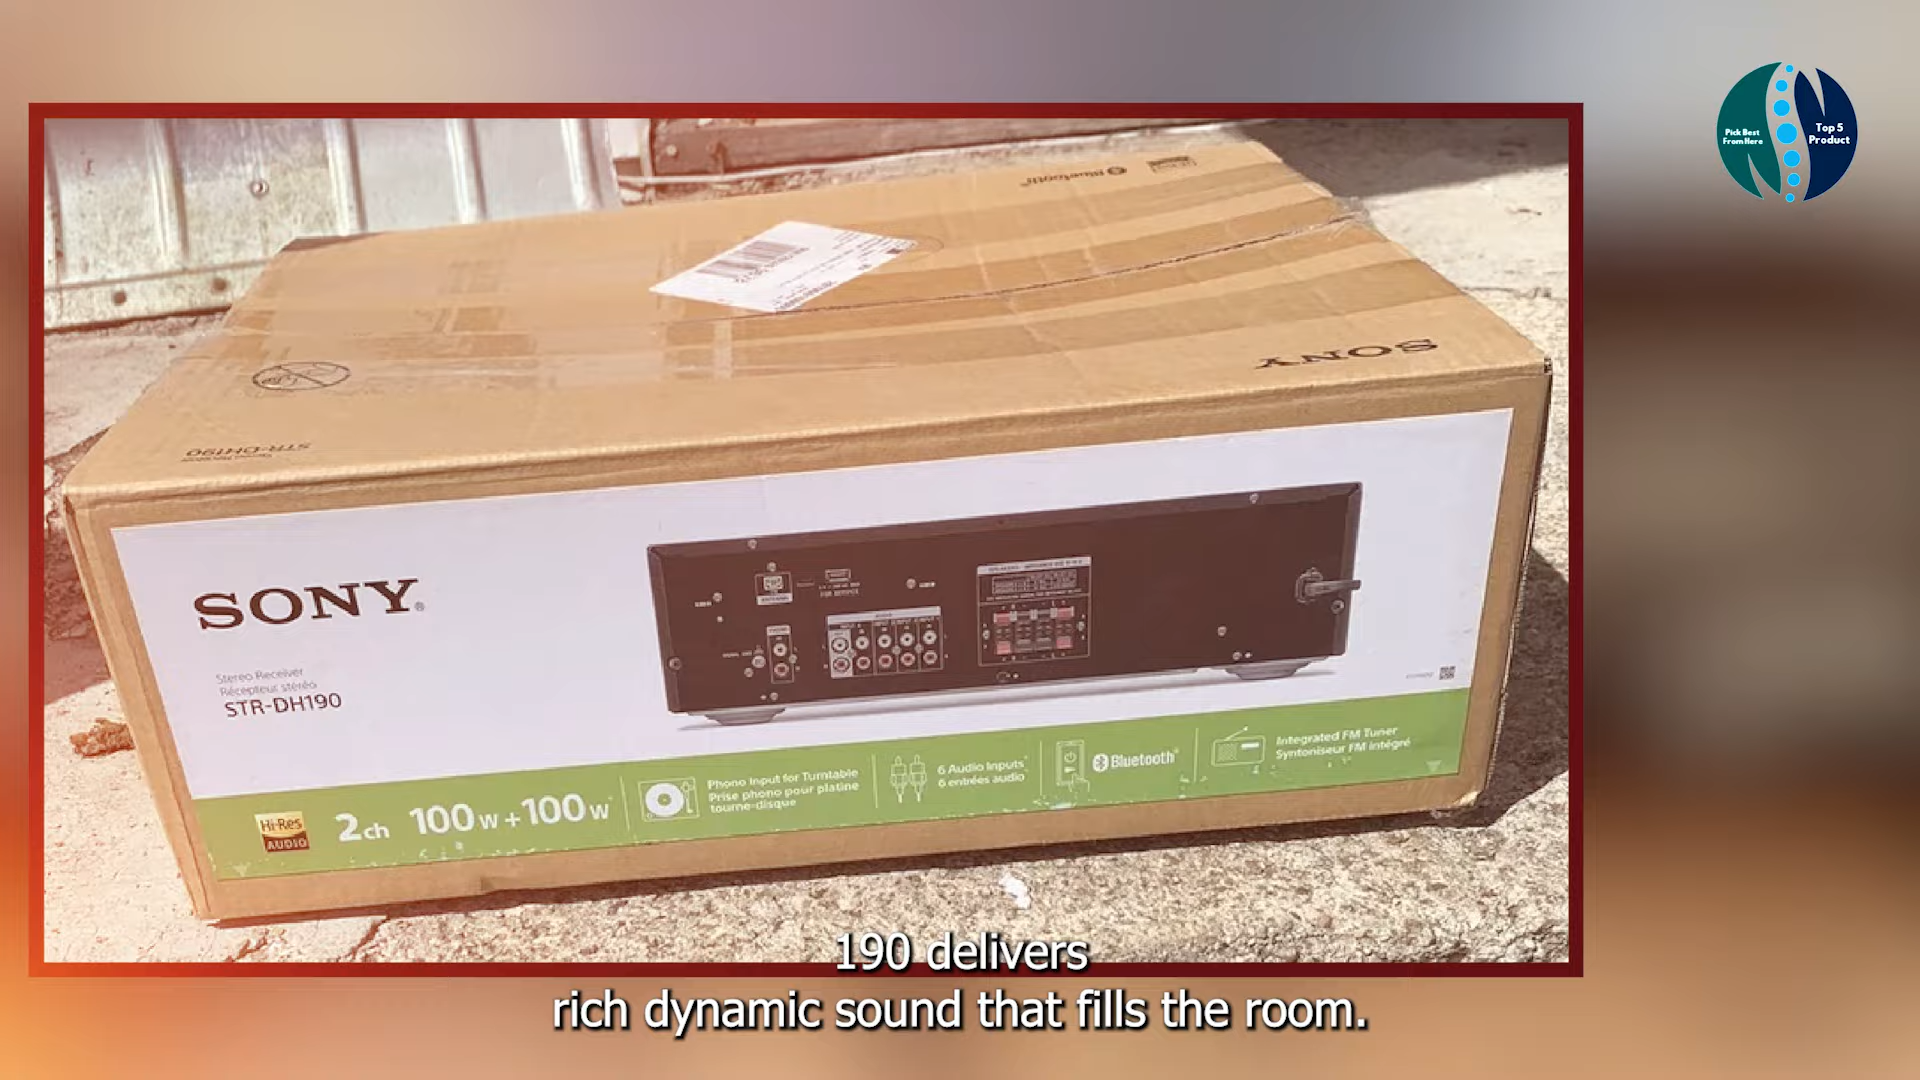 Pick Best
From Here
Top 5
Product
Bluetooth
SONY
STR-DH190
SONY
Stereo Receiver
Récepteur stéréo
STR-DH190
Hi-Res
AUDIO
2ch 100W+100W
Phono Input for Turntable
Prise phono pour platine
tourne-disque
6 Audio Inputs
6 entrées audio
Bluetooth
Integrated FM Tuner
Syntoniseur FM intégré
190 delivers
rich dynamic sound that fills the room.